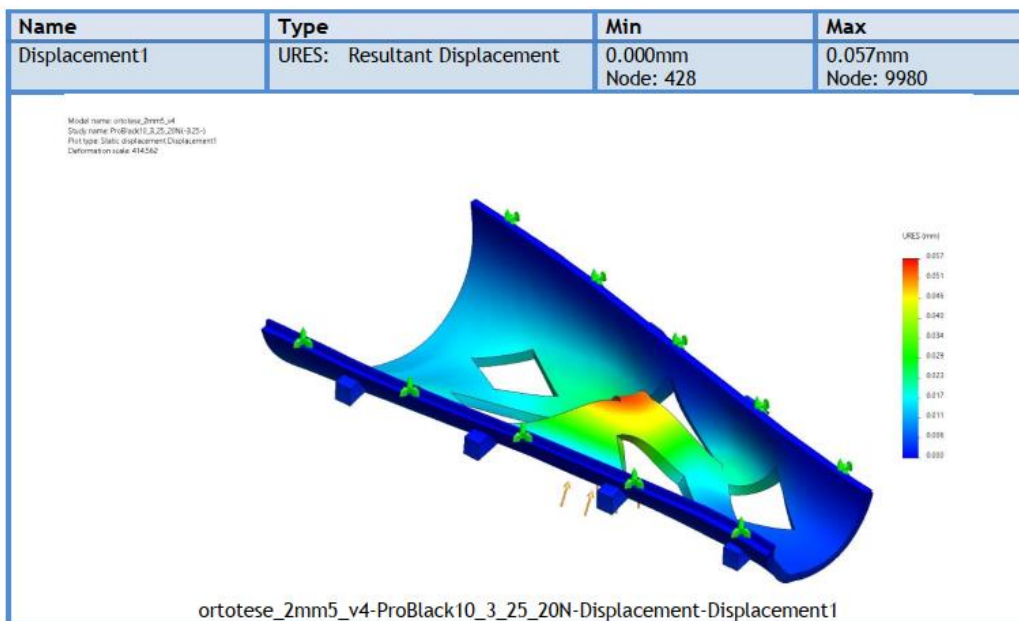 Name Type Min Max
Displacement1 URES: Resultant Displacement 0.000mm 0.057mm
Node: 428 Node: 9980
Model name: ortotese_2mm5_v4
Study name: ProBlack10_3_25_20N(-3.25-)
Plot type: Static displacement Displacement1
Deformation scale: 414.562
URES (mm)
0.057
0.051
0.045
0.040
0.034
0.029
0.023
0.017
0.011
0.006
0.000
ortotese_2mm5_v4-ProBlack10_3_25_20N-Displacement-Displacement1